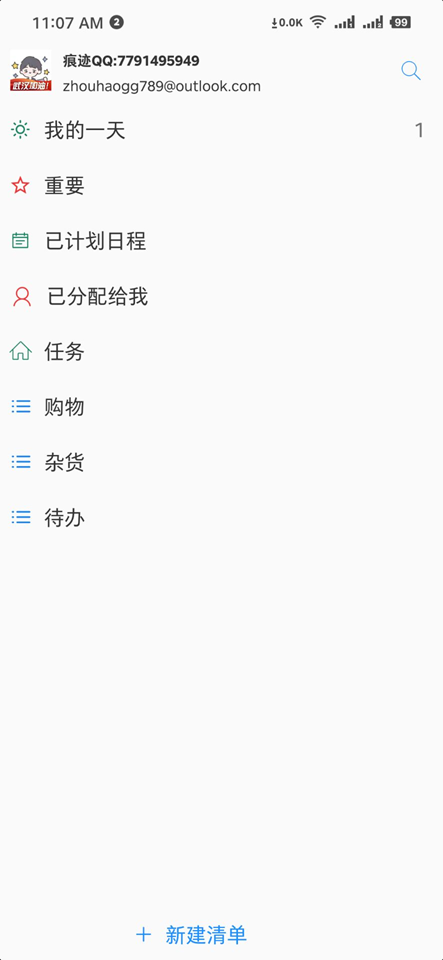 11:07 AM 2
0.0K 99
痕迹QQ:7791495949
zhouhaogg789@outlook.com
武汉加油!
我的一天 1
重要
已计划日程
已分配给我
任务
购物
杂货
待办
+ 新建清单